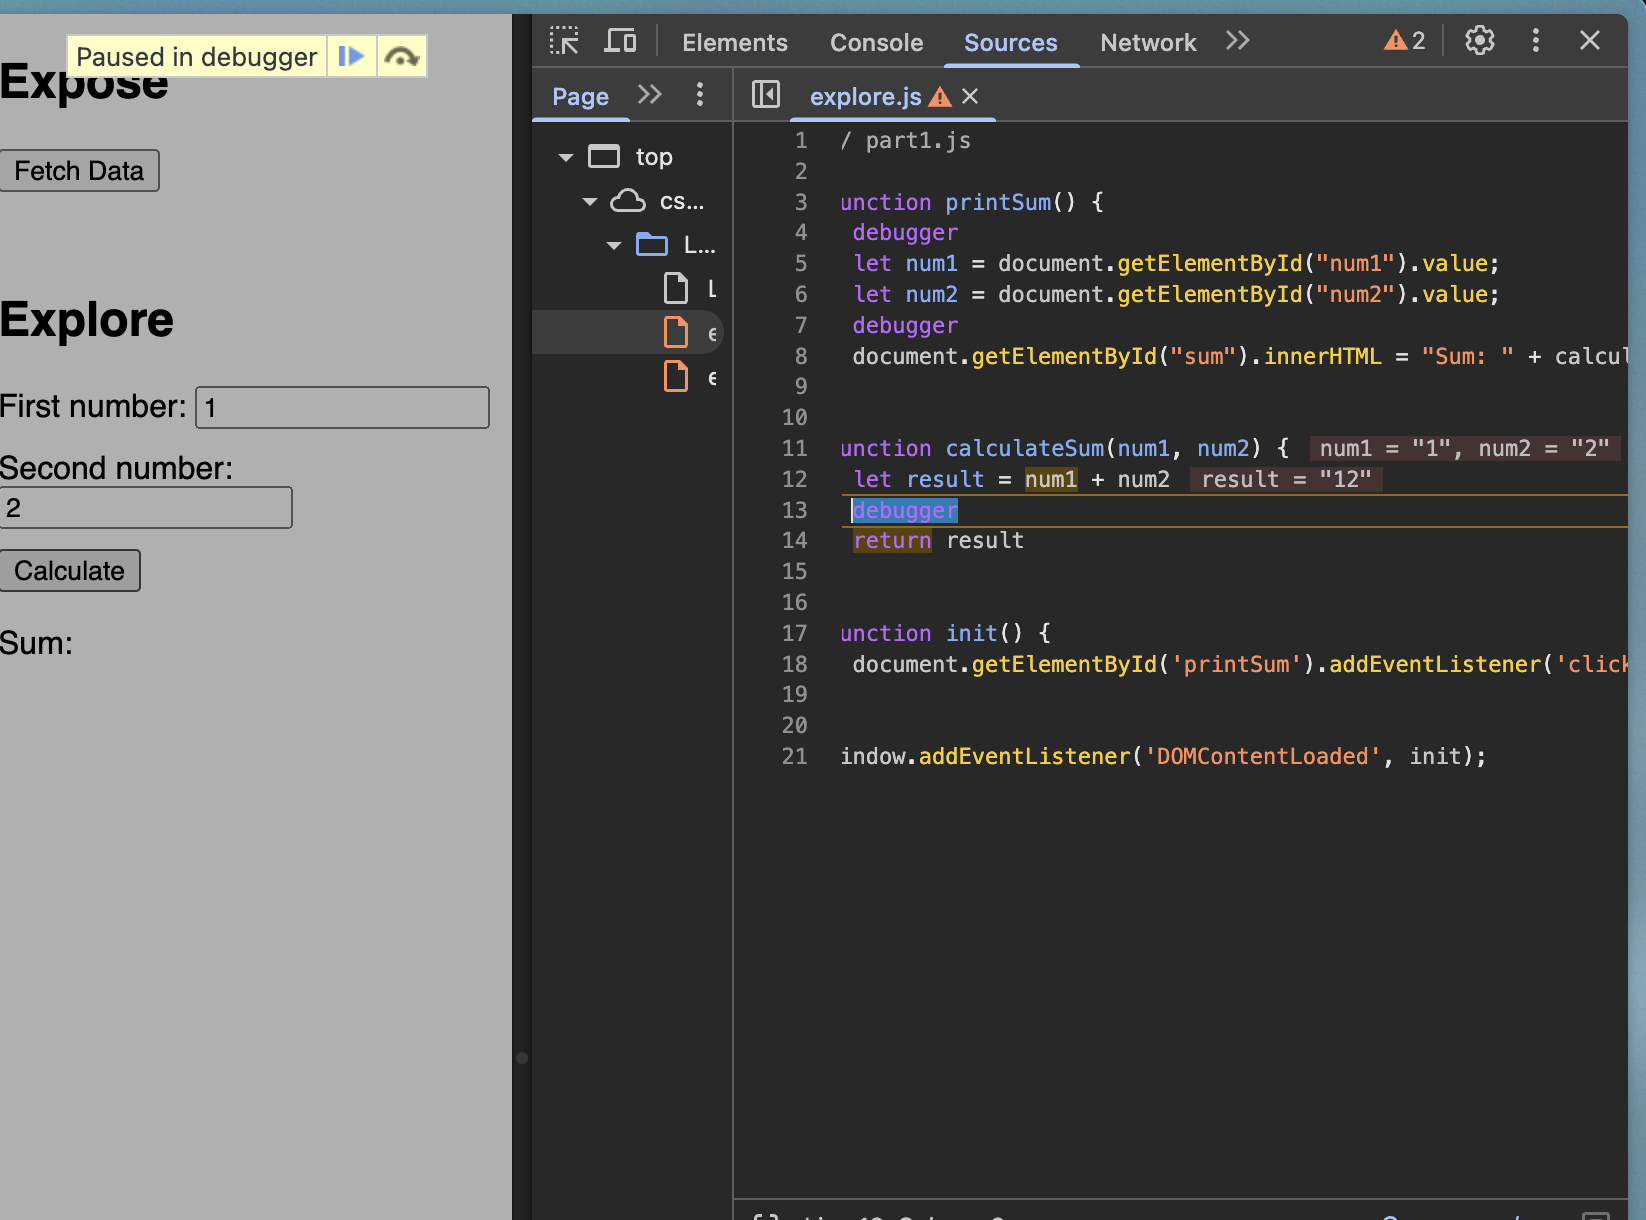 Paused in debugger
Expose
Fetch Data
Explore
First number: 1
Second number:
2
Calculate
Sum:
Elements Console Sources Network 2
Page explore.js
top
cs...
L...
L
1 / part1.js
2
3 unction printSum() {
4 debugger
5 let num1 = document.getElementById("num1").value;
6 let num2 = document.getElementById("num2").value;
7 debugger
8 document.getElementById("sum").innerHTML = "Sum: " + calcul
9
10
11 unction calculateSum(num1, num2) { num1 = "1", num2 = "2"
12 let result = num1 + num2 result = "12"
13 debugger
14 return result
15
16
17 unction init() {
18 document.getElementById('printSum').addEventListener('click
19
20
21 indow.addEventListener('DOMContentLoaded', init);